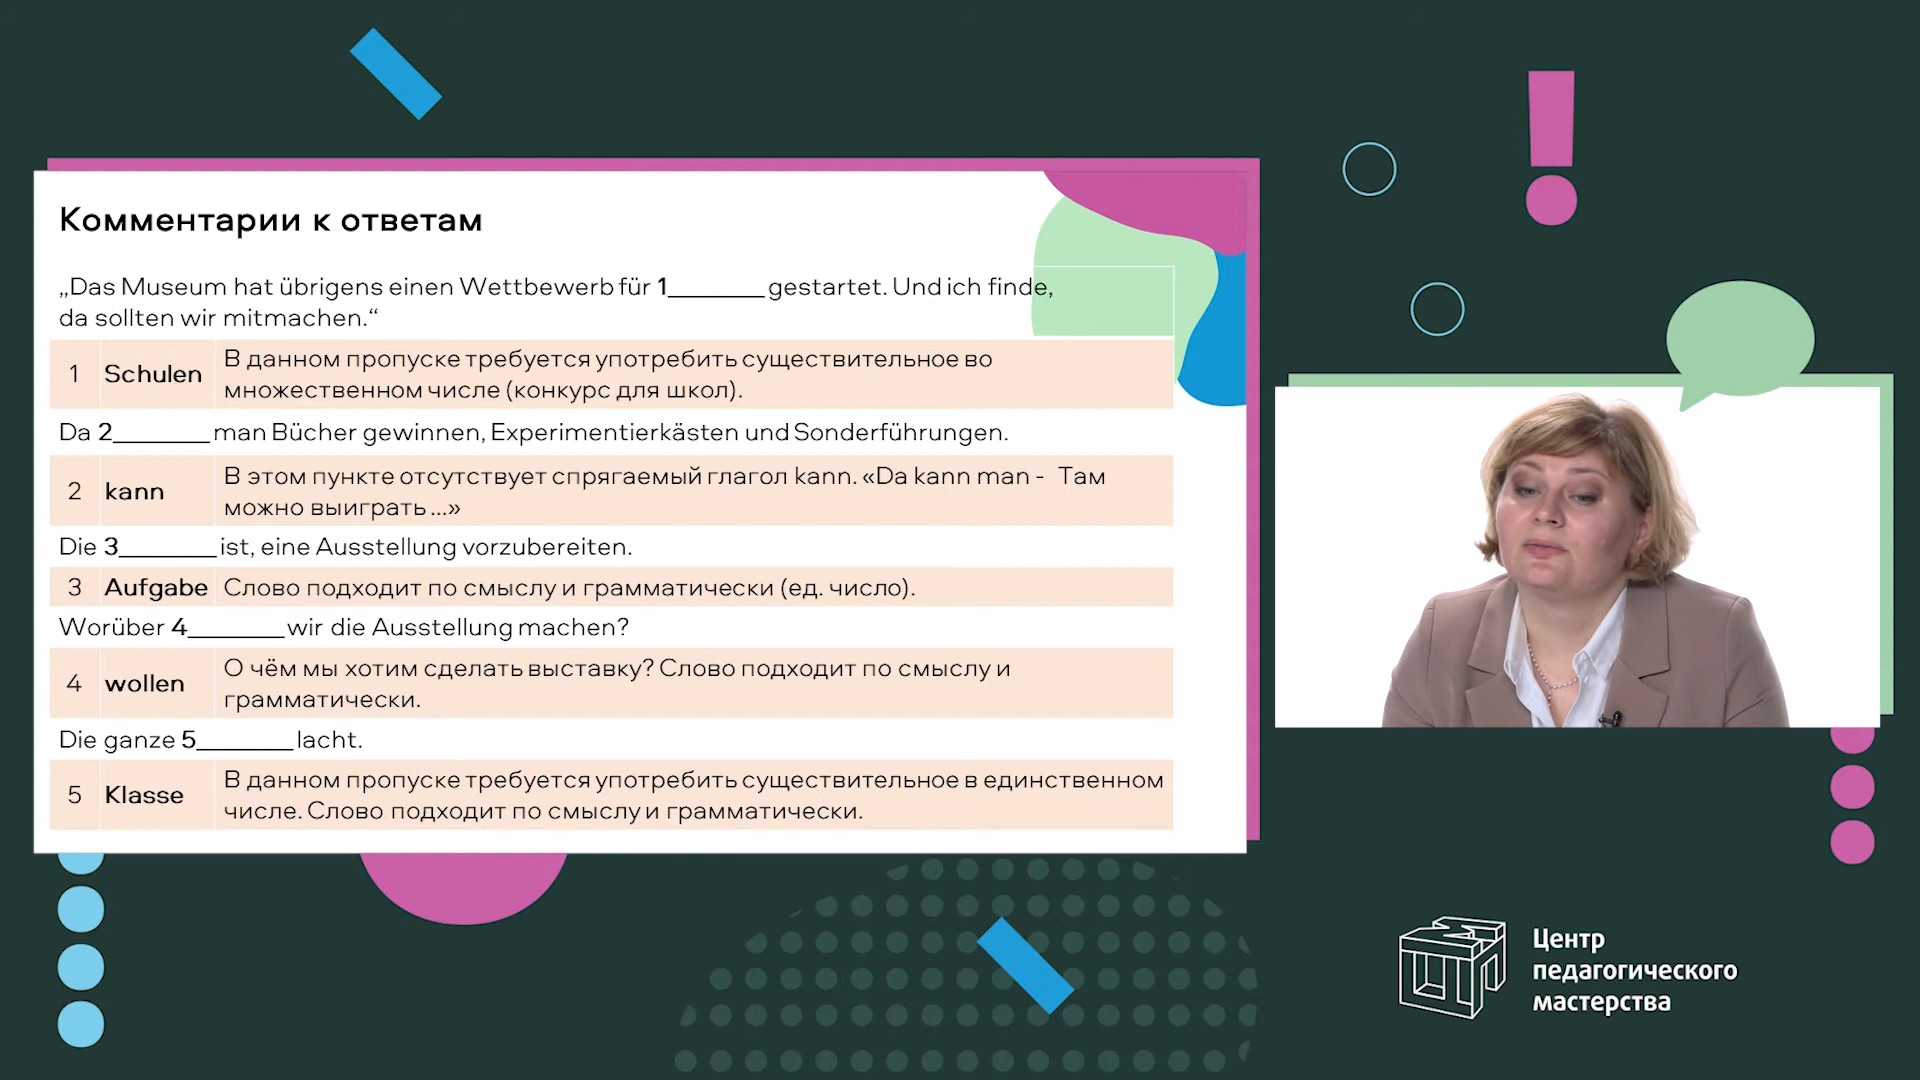 Комментарии к ответам
„Das Museum hat übrigens einen Wettbewerb für 1________ gestartet. Und ich finde,
da sollten wir mitmachen.“
1 Schulen В данном пропуске требуется употребить существительное во
множественном числе (конкурс для школ).
Da 2________ man Bücher gewinnen, Experimentierkästen und Sonderführungen.
2 kann В этом пункте отсутствует спрягаемый глагол kann. «Da kann man - Там
можно выиграть ...»
Die 3________ ist, eine Ausstellung vorzubereiten.
3 Aufgabe Слово подходит по смыслу и грамматически (ед. число).
Worüber 4________ wir die Ausstellung machen?
4 wollen О чём мы хотим сделать выставку? Слово подходит по смыслу и
грамматически.
Die ganze 5________ lacht.
5 Klasse В данном пропуске требуется употребить существительное в единственном
числе. Слово подходит по смыслу и грамматически.
Центр
педагогического
мастерства